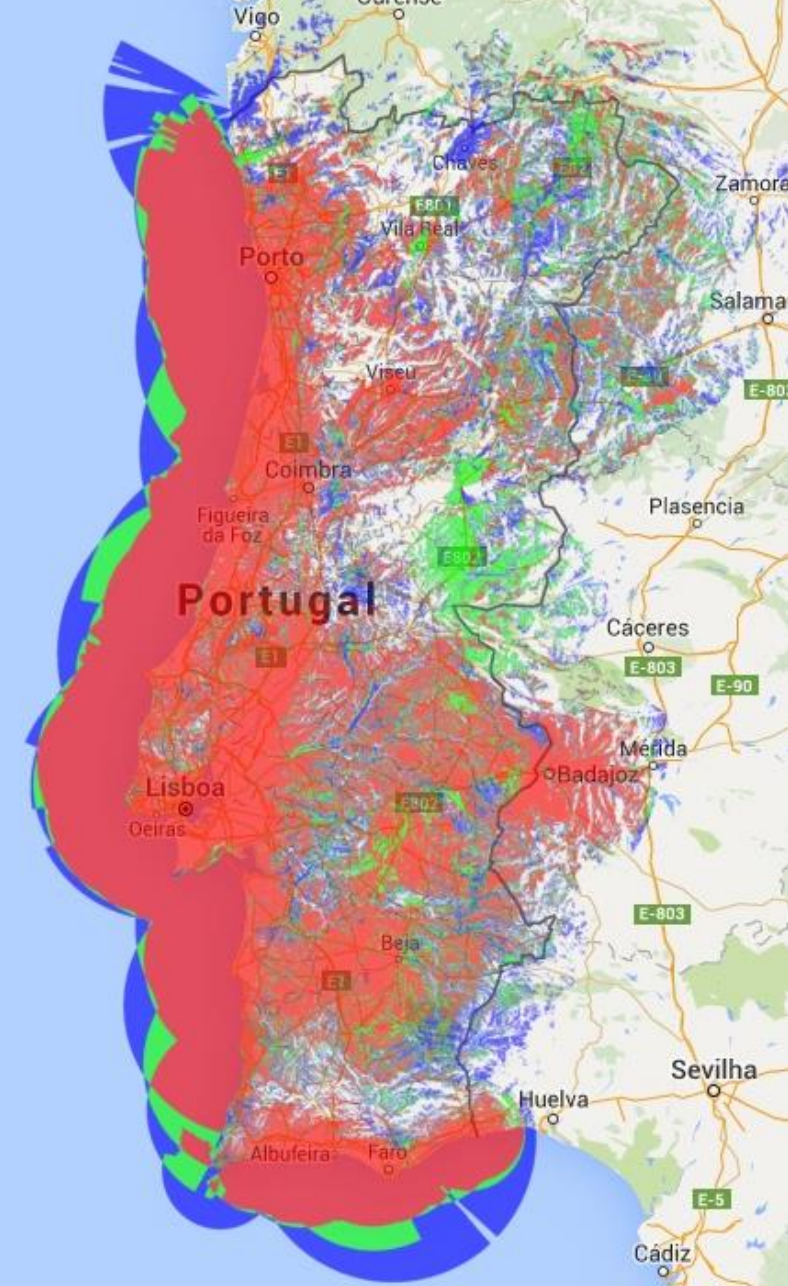 Ourense
Vigo
Chaves
E1
E82
Zamora
E801
Vila Real
Porto
Salama
Viseu
E-80
E1
Coimbra
Plasencia
Figueira
da Foz
E802
Portugal
Cáceres
E1
E-803
E-90
Mérida
Badajoz
Lisboa
E802
Oeiras
E-803
Beja
E1
Sevilha
Huelva
Albufeira
Faro
E-5
Cádiz